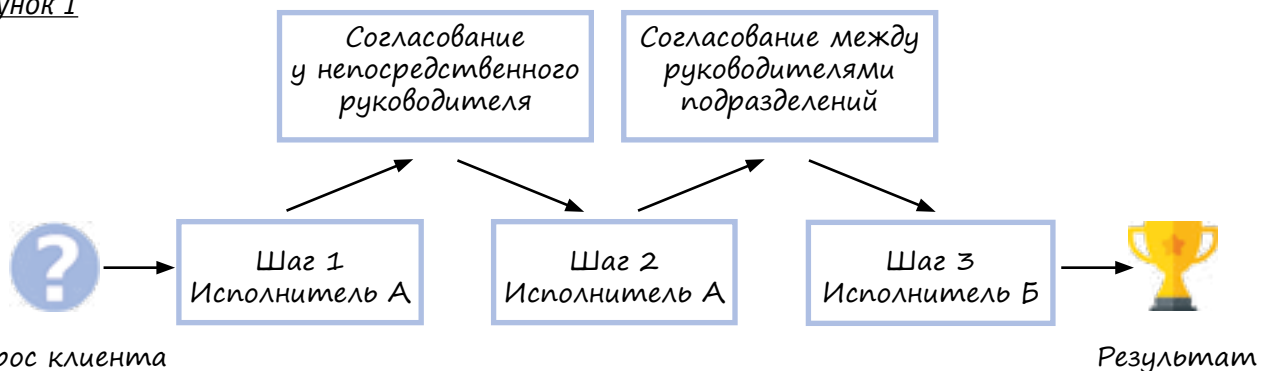 унок 1
Согласование
у непосредственного
руководителя
Согласование между
руководителями
подразделений
Шаг 1
Исполнитель А
Шаг 2
Исполнитель А
Шаг 3
Исполнитель Б
рос клиента
Результат